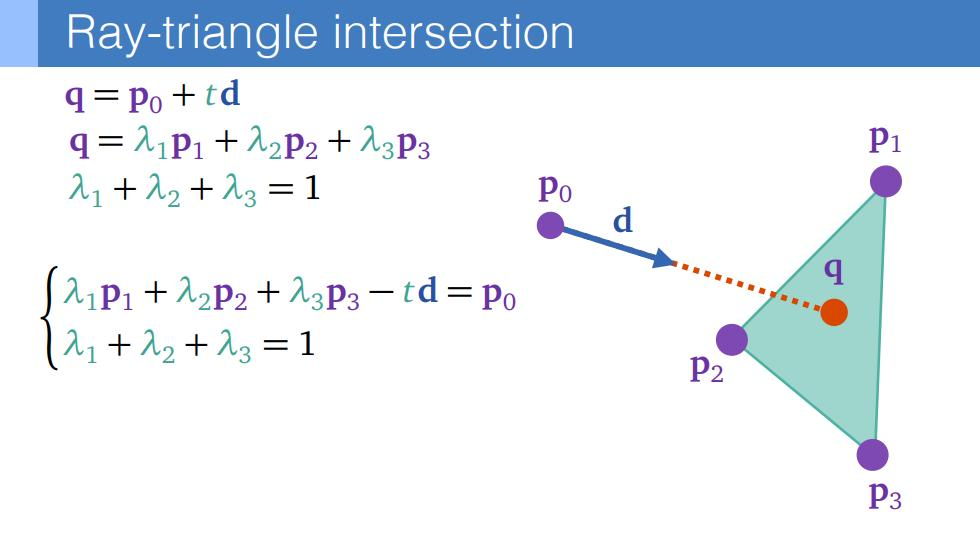 Ray-triangle intersection
q = p₀ + td
q = λ₁p₁ + λ₂p₂ + λ₃p₃
λ₁ + λ₂ + λ₃ = 1
λ₁p₁ + λ₂p₂ + λ₃p₃ − td = p₀
λ₁ + λ₂ + λ₃ = 1
p₁
p₀
d
q
p₂
p₃